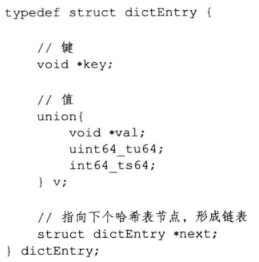 typedef struct dictEntry {
// 键
void *key;
// 值
union{
void *val;
uint64_tu64;
int64_ts64;
} v;
// 指向下个哈希表节点，形成链表
struct dictEntry *next;
} dictEntry;